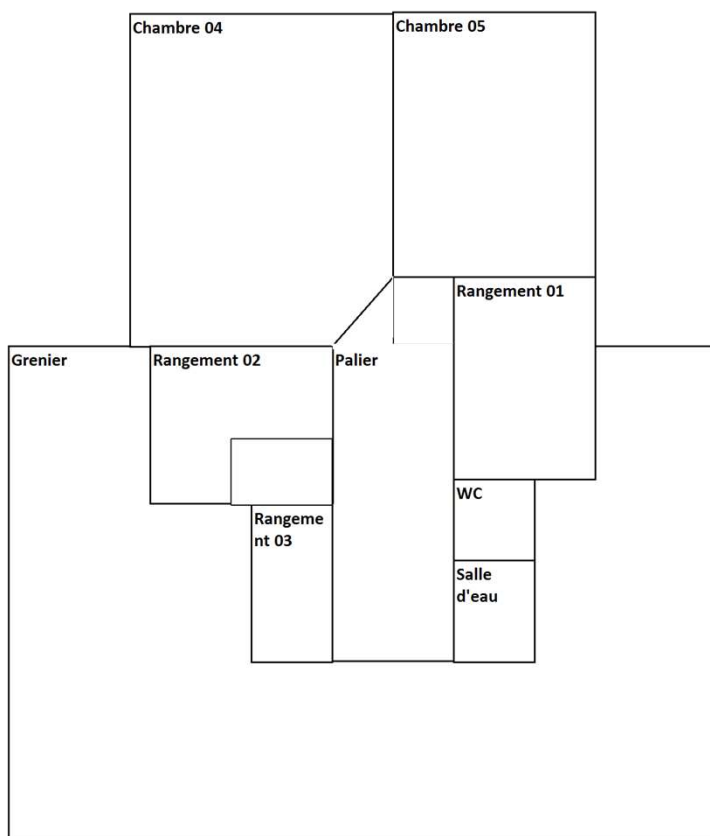 Chambre 04
Chambre 05
Rangement 01
Grenier
Rangement 02
Palier
WC
Rangeme
nt 03
Salle
d'eau